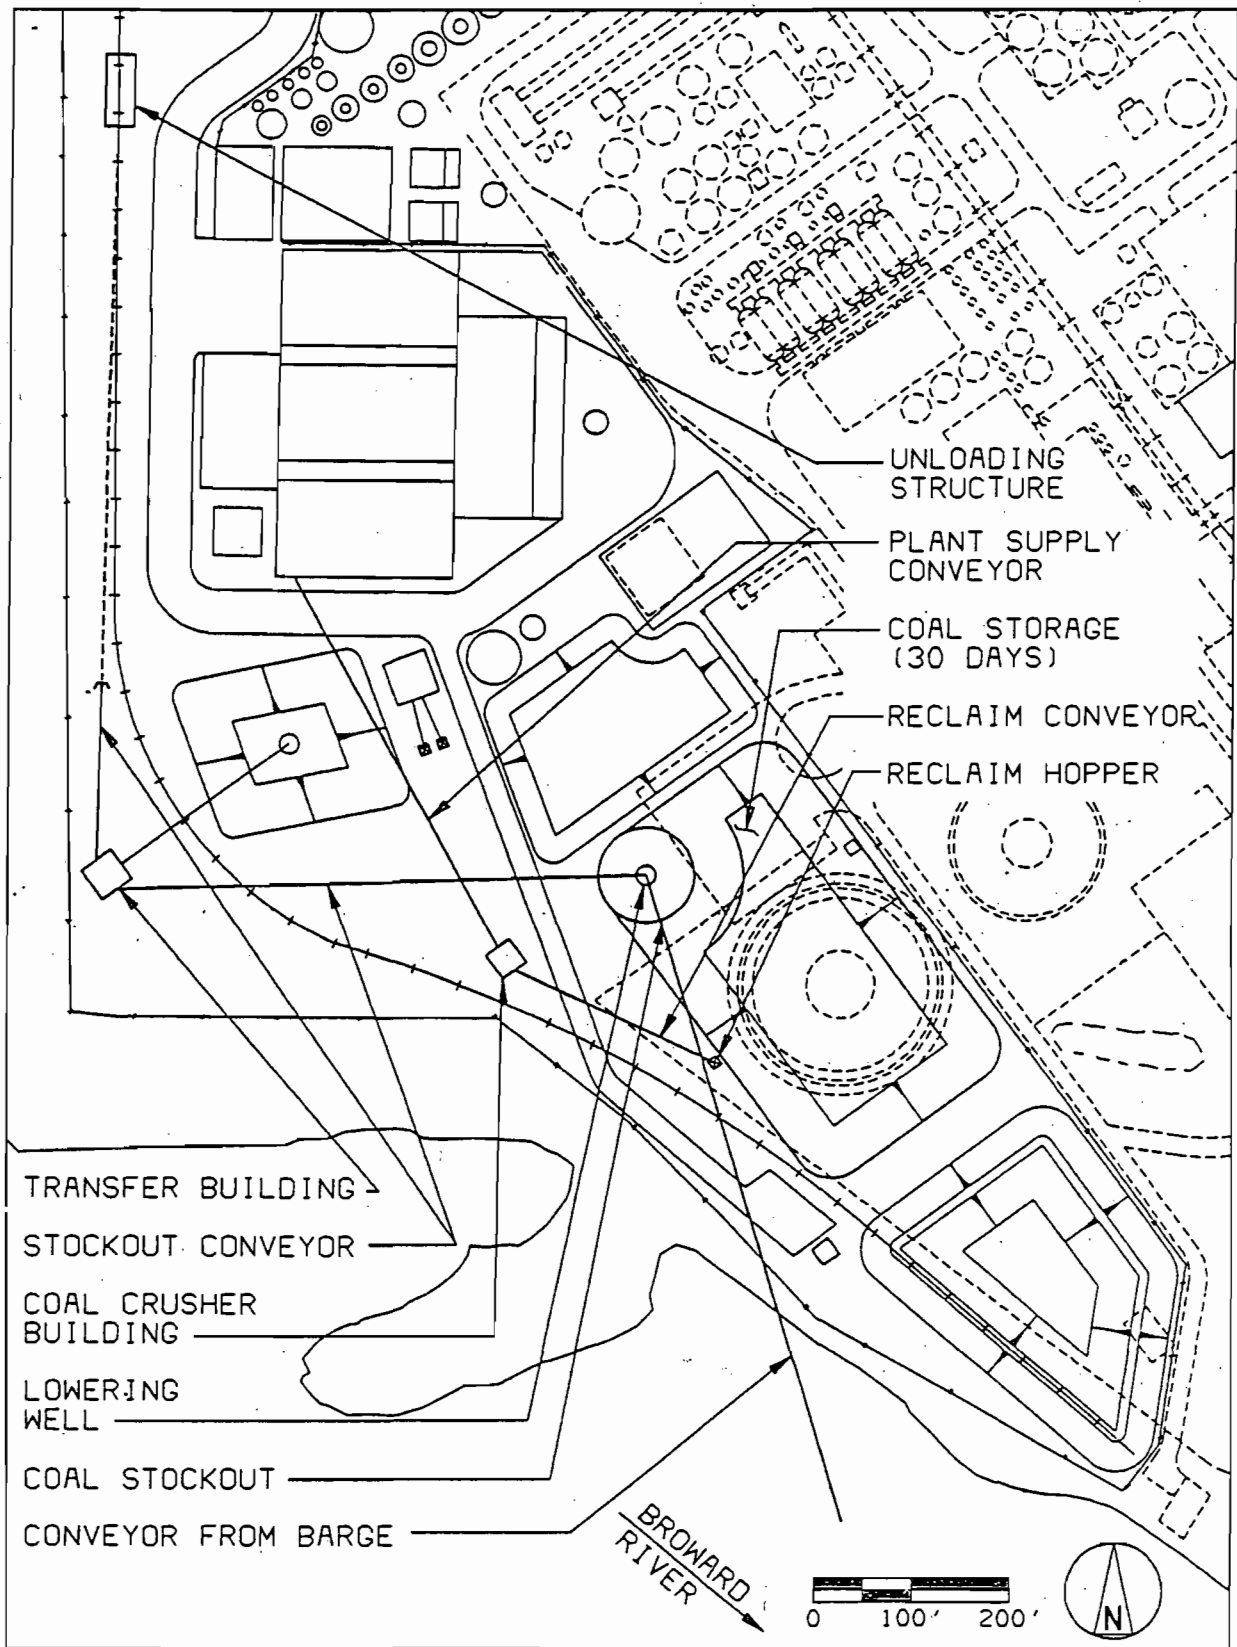 UNLOADING
STRUCTURE
PLANT SUPPLY
CONVEYOR
COAL STORAGE
(30 DAYS)
RECLAIM CONVEYOR
RECLAIM HOPPER
TRANSFER BUILDING
STOCKOUT CONVEYOR
COAL CRUSHER
BUILDING
LOWERING
WELL
COAL STOCKOUT
CONVEYOR FROM BARGE
BROWARD
RIVER
0 100' 200'
N